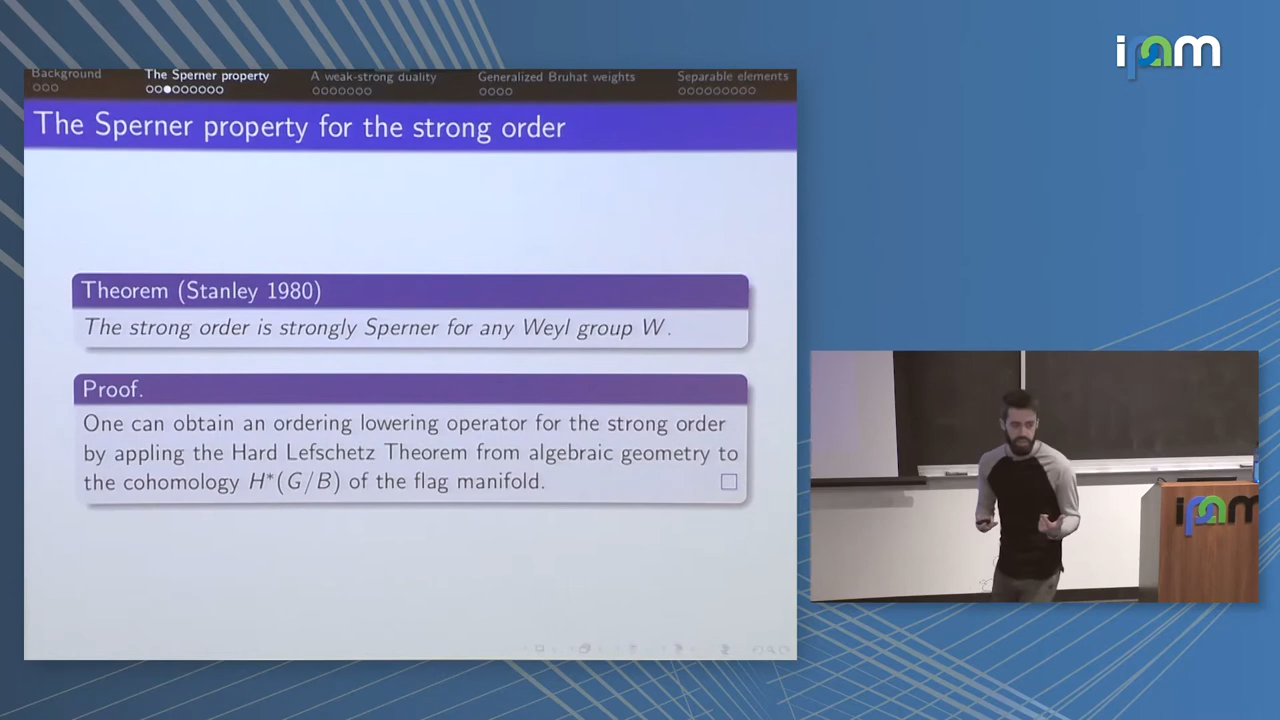 ipam
Background The Sperner property A weak-strong duality Generalized Bruhat weights Separable elements
The Sperner property for the strong order
Theorem (Stanley 1980)
The strong order is strongly Sperner for any Weyl group W.
Proof.
One can obtain an ordering lowering operator for the strong order
by appling the Hard Lefschetz Theorem from algebraic geometry to
the cohomology H*(G/B) of the flag manifold.
ipam